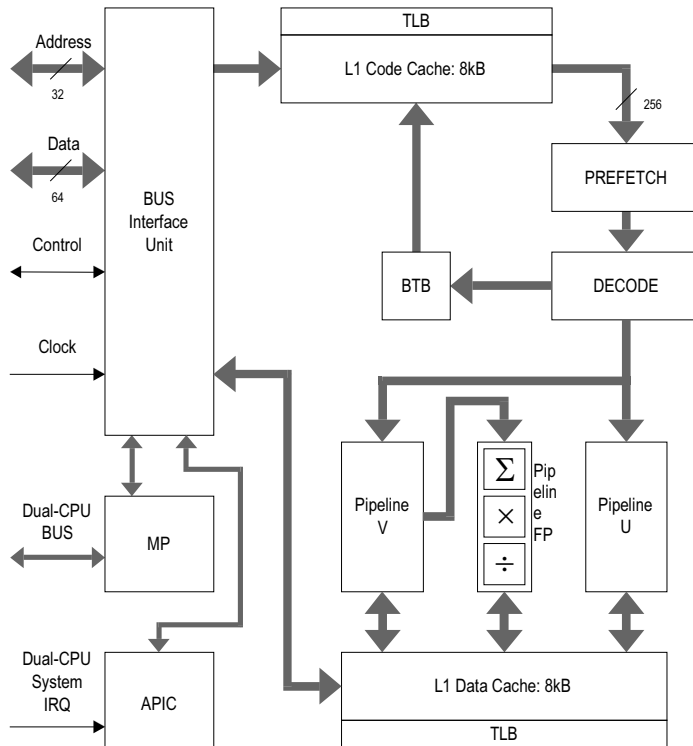 TLB
Address
L1 Code Cache: 8kB
32
256
Data
PREFETCH
64
BUS
Interface
Unit
Control
BTB
DECODE
Clock
Pipeline
V
Σ
×
÷
Pip
elin
e
FP
Pipeline
U
Dual-CPU
BUS
MP
Dual-CPU
System
IRQ
APIC
L1 Data Cache: 8kB
TLB